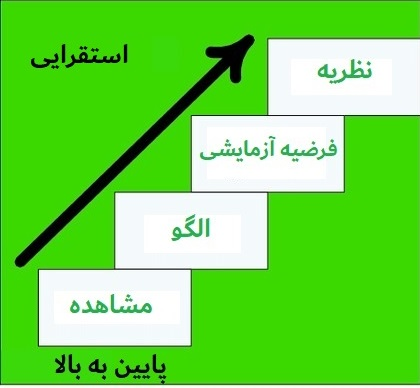 استقرایی
نظریه
فرضیه آزمایشی
الگو
مشاهده
پایین به بالا